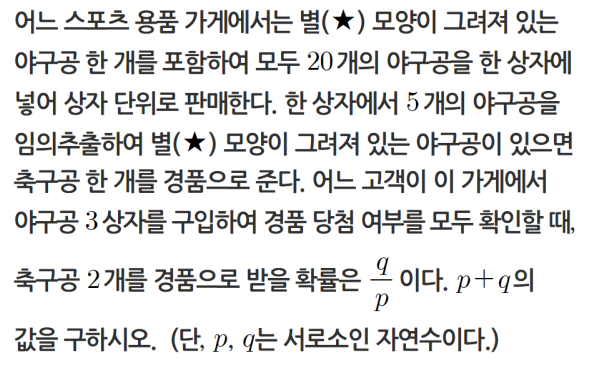 어느 스포츠 용품 가게에서는 별(★) 모양이 그려져 있는
야구공 한 개를 포함하여 모두 20개의 야구공을 한 상자에
넣어 상자 단위로 판매한다. 한 상자에서 5개의 야구공을
임의추출하여 별(★) 모양이 그려져 있는 야구공이 있으면
축구공 한 개를 경품으로 준다. 어느 고객이 이 가게에서
야구공 3상자를 구입하여 경품 당첨 여부를 모두 확인할 때,
축구공 2개를 경품으로 받을 확률은 q/p 이다. p+q의
값을 구하시오. (단, p, q는 서로소인 자연수이다.)